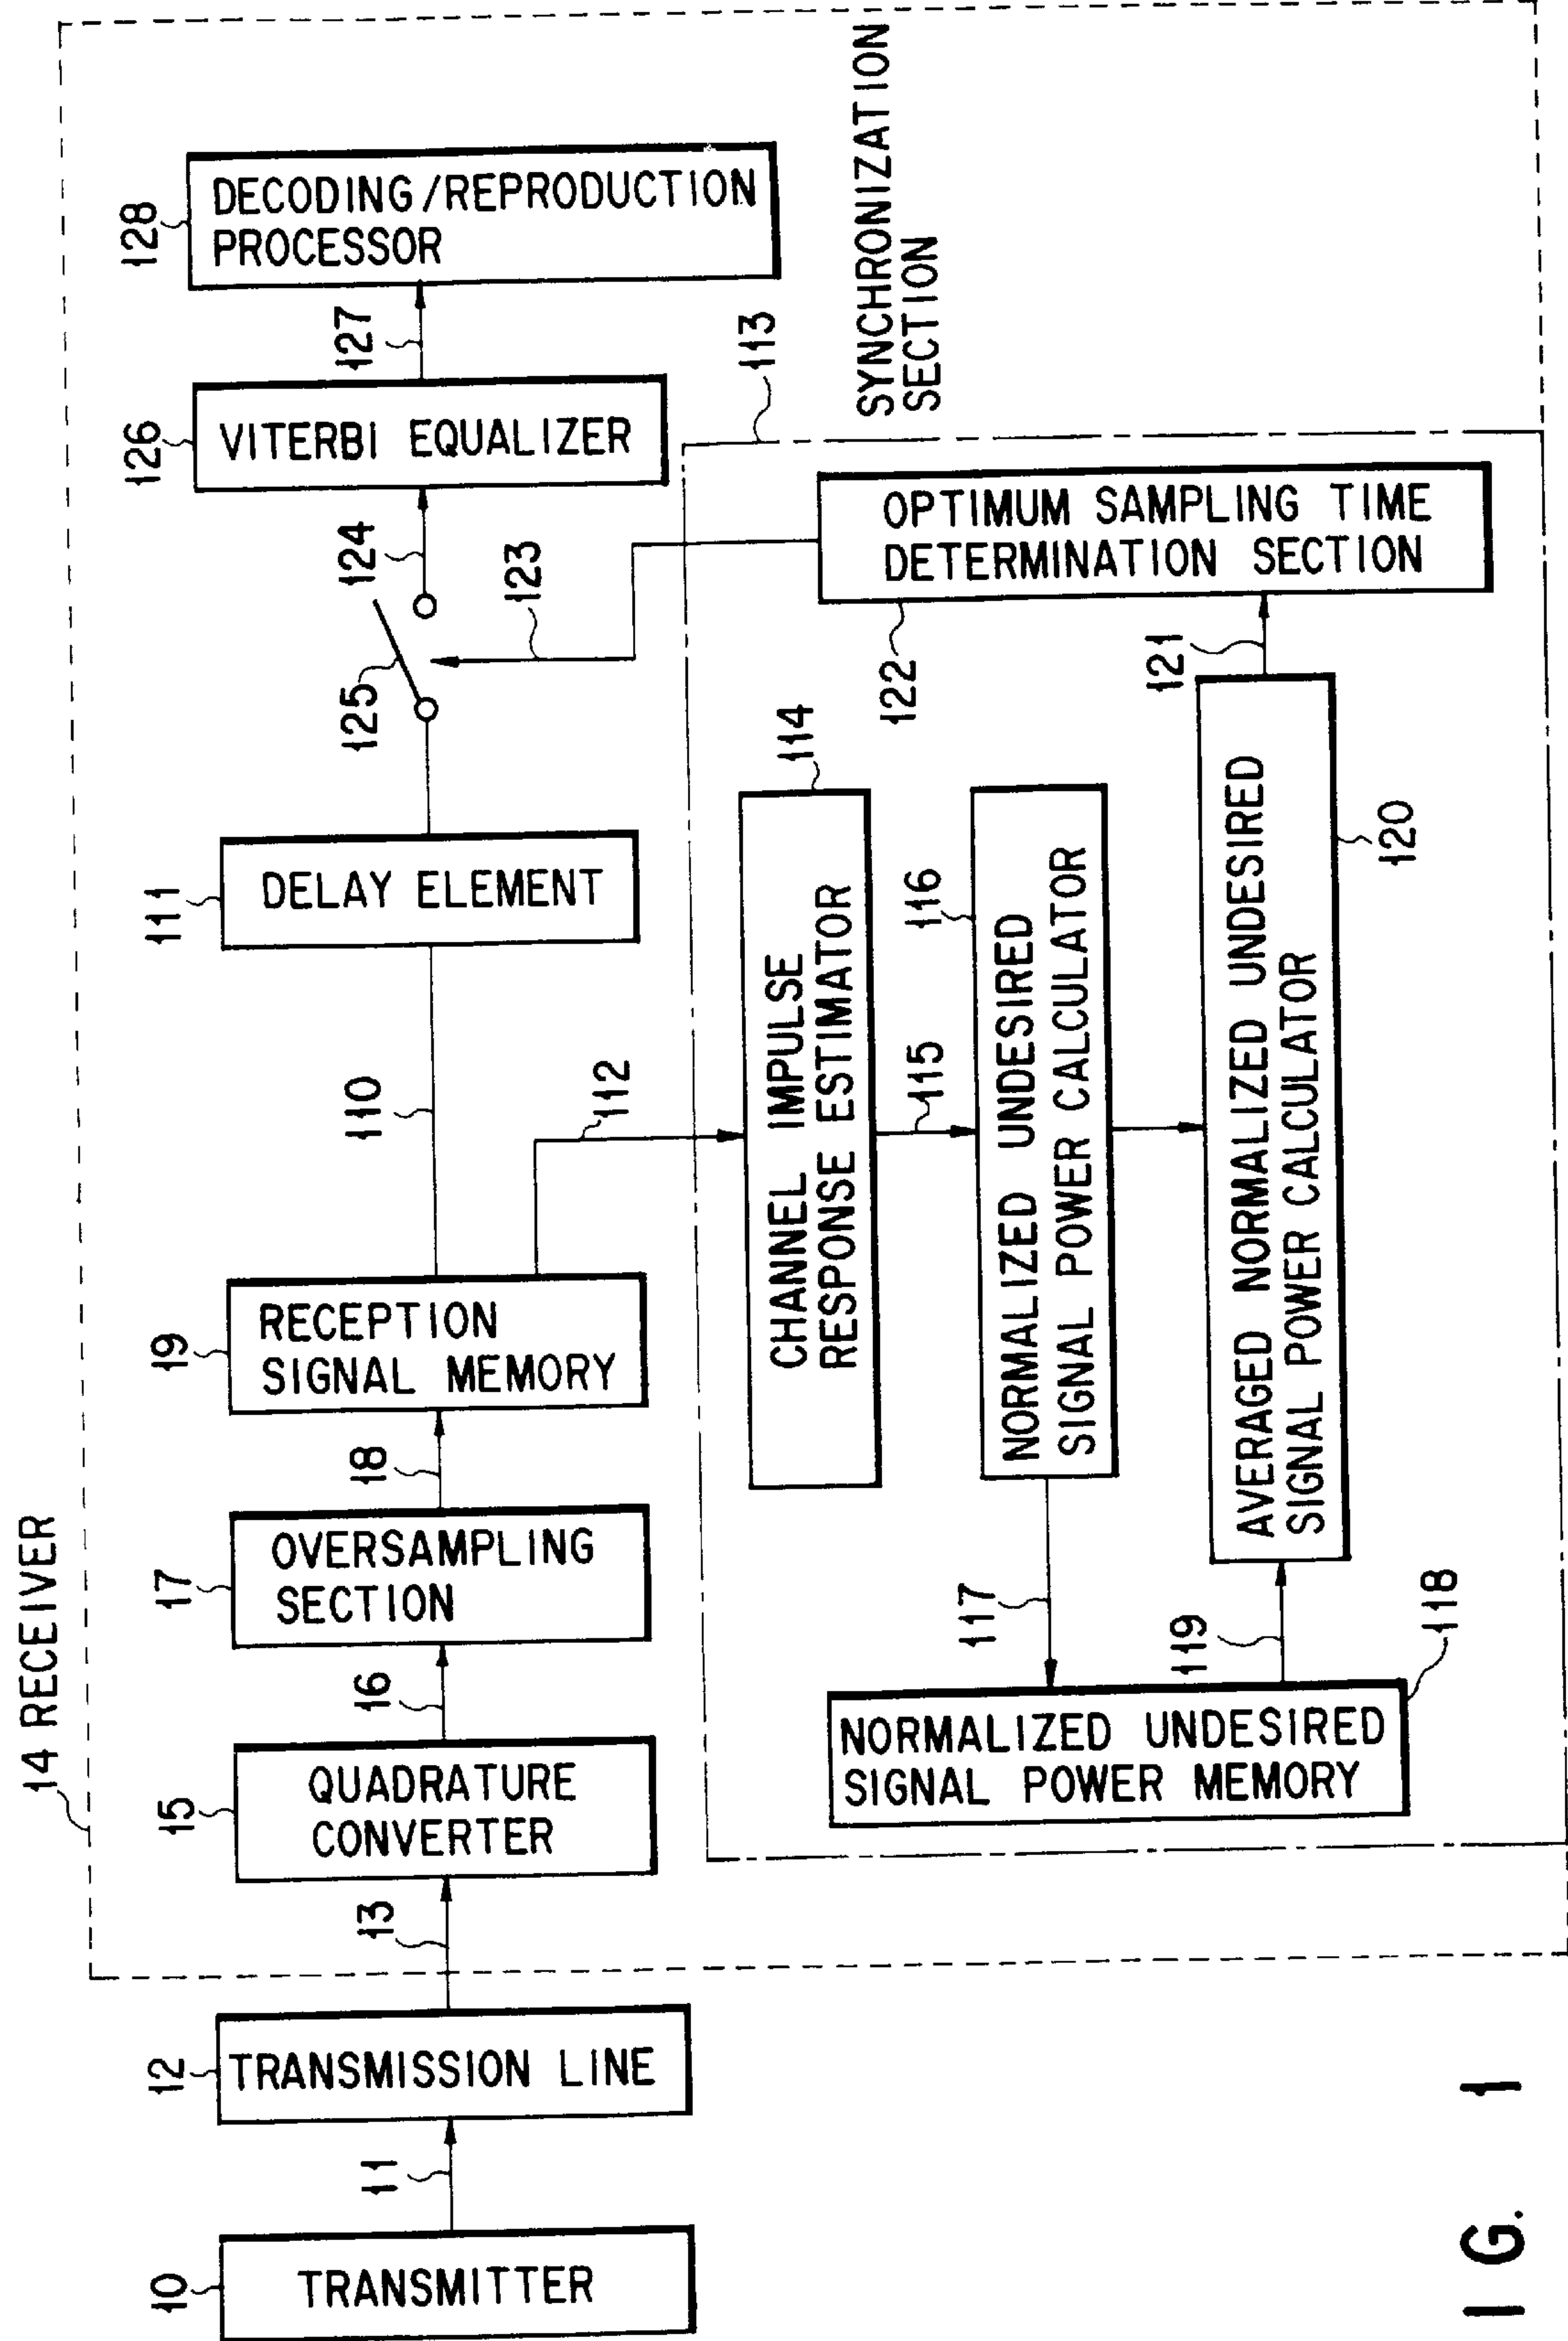 14 RECEIVER
10
TRANSMITTER
11
12
TRANSMISSION LINE
13
15
QUADRATURE
CONVERTER
16
17
OVERSAMPLING
SECTION
18
19
RECEPTION
SIGNAL MEMORY
110
112
111
DELAY ELEMENT
125
123
124
126
VITERBI EQUALIZER
127
128
DECODING/REPRODUCTION
PROCESSOR
SYNCHRONIZATION
SECTION
113
114
CHANNEL IMPULSE
RESPONSE ESTIMATOR
115
116
NORMALIZED UNDESIRED
SIGNAL POWER CALCULATOR
117
118
NORMALIZED UNDESIRED
SIGNAL POWER MEMORY
119
120
AVERAGED NORMALIZED UNDESIRED
SIGNAL POWER CALCULATOR
121
122
OPTIMUM SAMPLING TIME
DETERMINATION SECTION
IG. 1